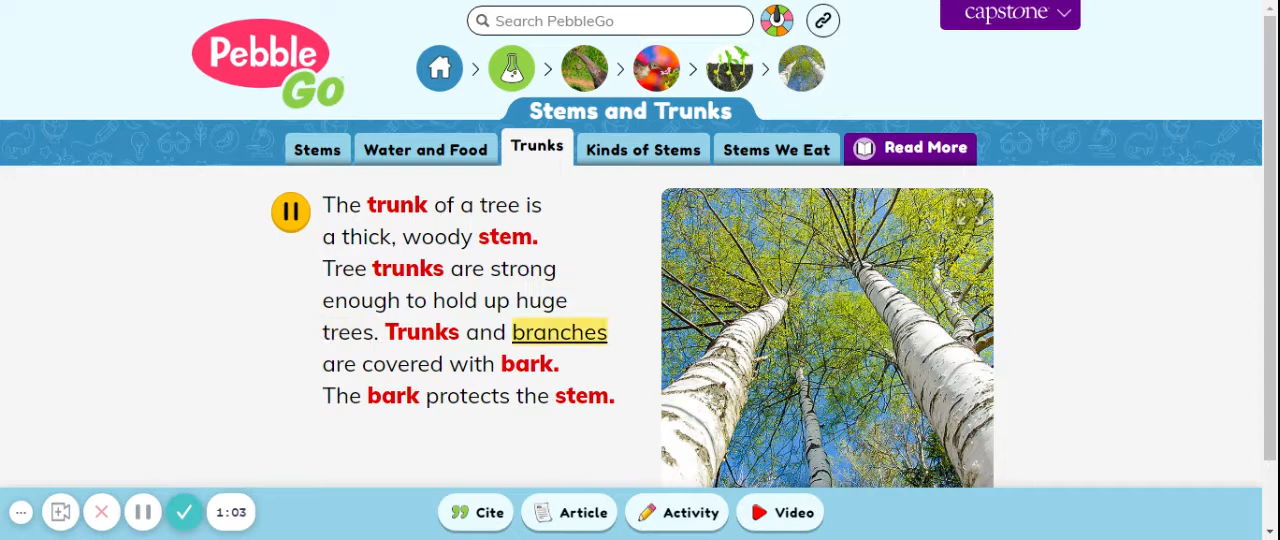 Search PebbleGo
capstone
Pebble
GO
Stems and Trunks
Stems
Water and Food
Trunks
Kinds of Stems
Stems We Eat
Read More
The trunk of a tree is
a thick, woody stem.
Tree trunks are strong
enough to hold up huge
trees. Trunks and branches
are covered with bark.
The bark protects the stem.
1:03
Cite
Article
Activity
Video